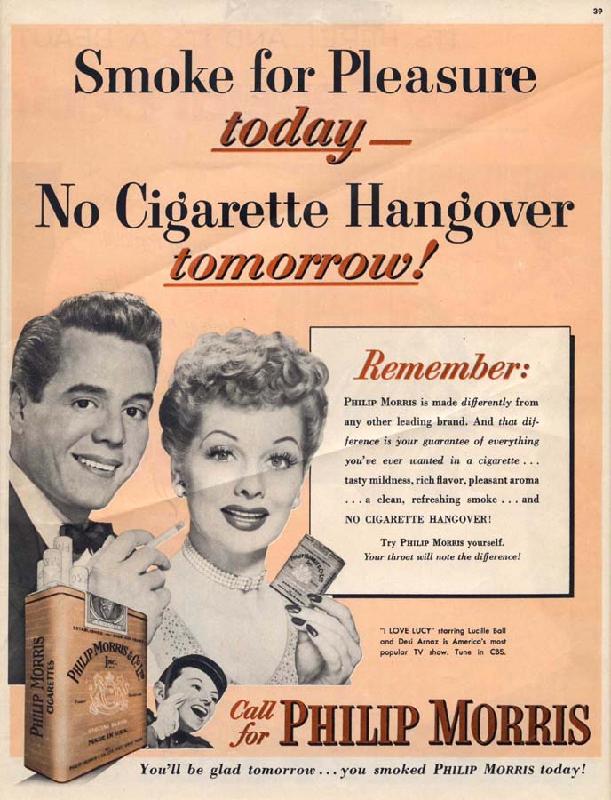 39
Smoke for Pleasure
today—
No Cigarette Hangover
tomorrow!
Remember:
PHILIP MORRIS is made differently from
any other leading brand. And that dif-
ference is your guarantee of everything
you've ever wanted in a cigarette...
tasty mildness, rich flavor, pleasant aroma
...a clean, refreshing smoke...and
NO CIGARETTE HANGOVER!
Try PHILIP MORRIS yourself.
Your throat will note the difference!
"I LOVE LUCY" starring Lucille Ball
and Desi Arnaz is America's most
popular TV show. Tune in CBS.
PHILIP MORRIS
CIGARETTES
PHILIP MORRIS & Co. Ltd
Inc.
MADE IN U.S.A.
Call
for PHILIP MORRIS
You'll be glad tomorrow...you smoked PHILIP MORRIS today!